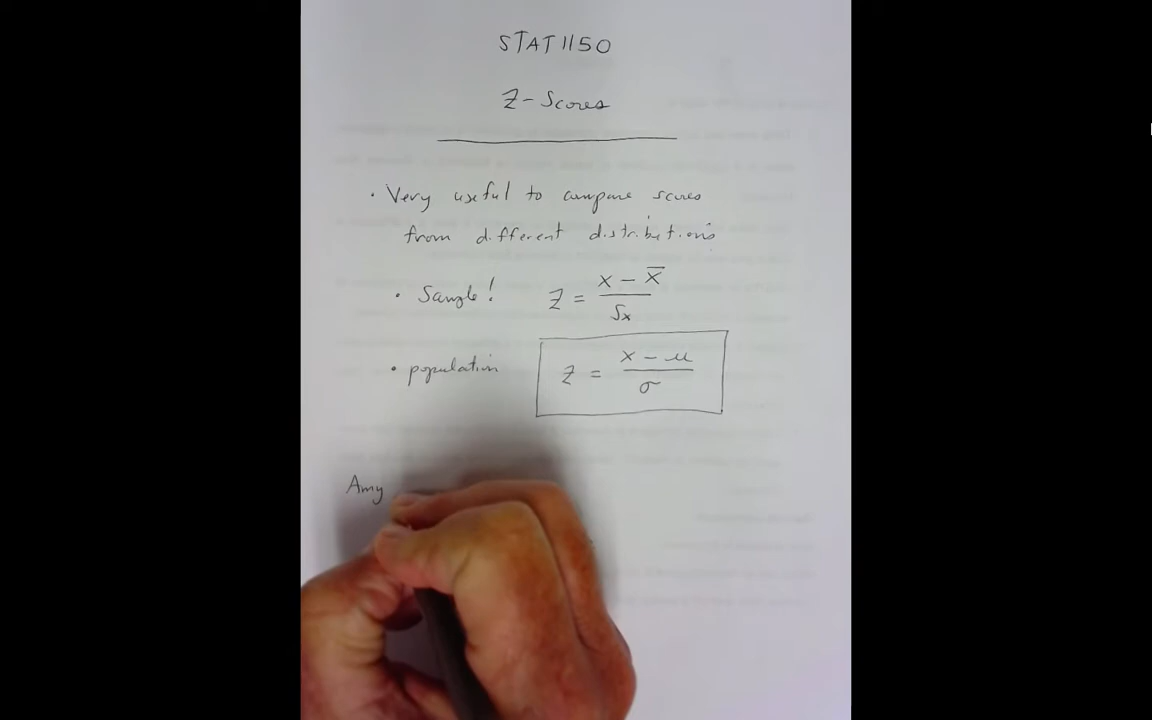 STAT 1150
Z-Scores
• Very useful to compare scores
from different distributions
• Sample! Z = (x - x̄) / Sx
• population Z = (x - μ) / σ
Amy